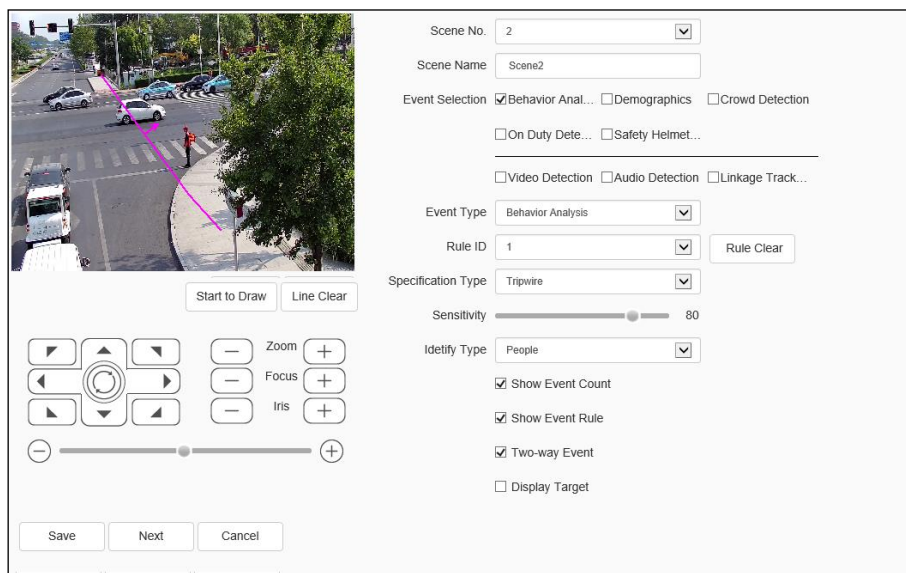 Scene No. 2
Scene Name Scene2
Event Selection Behavior Anal... Demographics Crowd Detection
On Duty Dete... Safety Helmet...
Video Detection Audio Detection Linkage Track...
Event Type Behavior Analysis
Rule ID 1 Rule Clear
Specification Type Tripwire
Sensitivity 80
Idetify Type People
Show Event Count
Show Event Rule
Two-way Event
Display Target
Start to Draw Line Clear
Zoom
Focus
Iris
Save Next Cancel